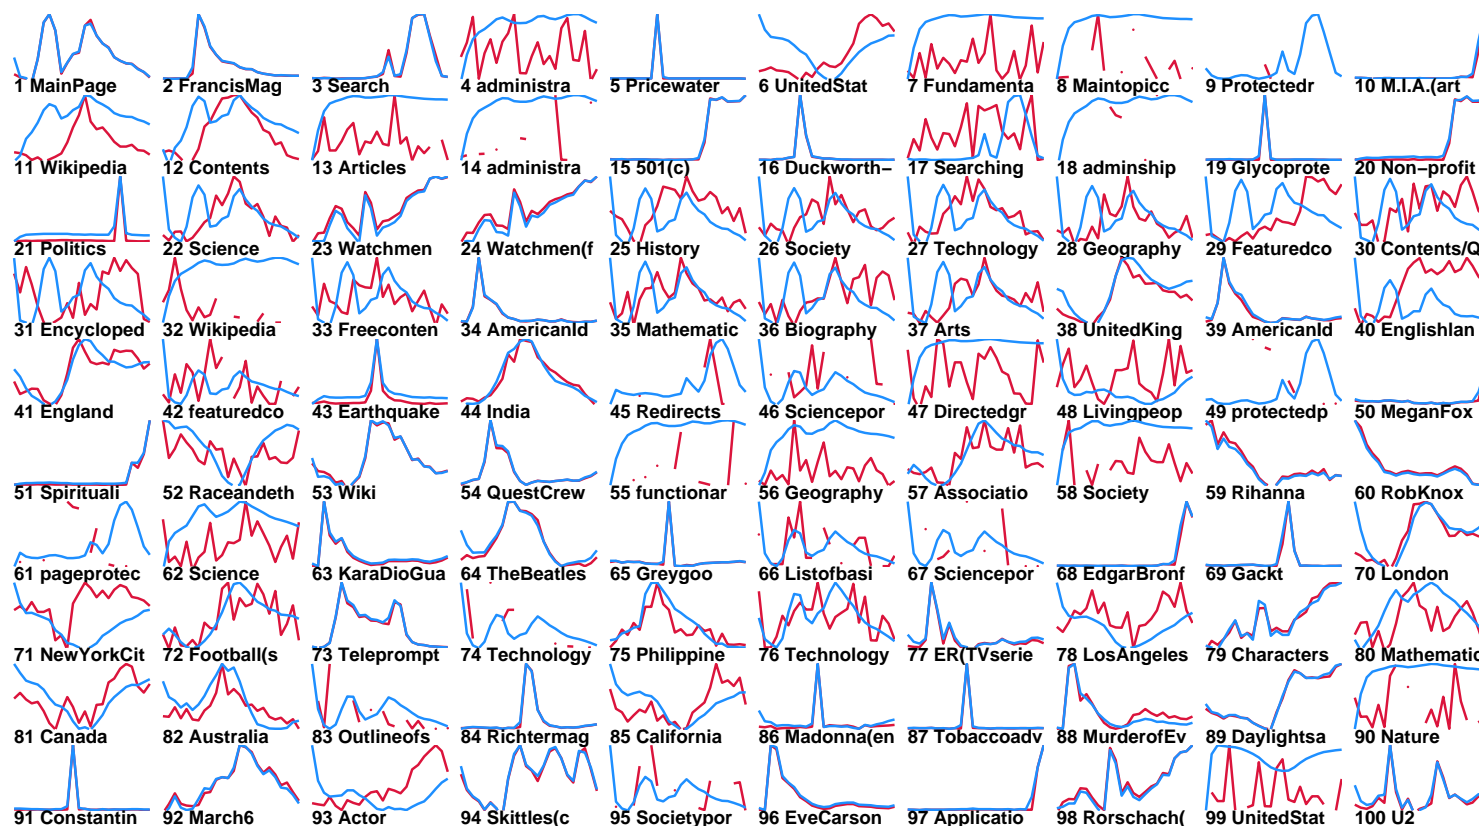 1 MainPage 2 FrancisMag 3 Search 4 administra 5 Pricewater 6 UnitedStat 7 Fundamenta 8 Maintopicc 9 Protectedr 10 M.I.A.(art
11 Wikipedia 12 Contents 13 Articles 14 administra 15 501(c) 16 Duckworth− 17 Searching 18 adminship 19 Glycoprote 20 Non−profit
21 Politics 22 Science 23 Watchmen 24 Watchmen(f 25 History 26 Society 27 Technology 28 Geography 29 Featuredco 30 Contents/Q
31 Encycloped 32 Wikipedia 33 Freeconten 34 AmericanId 35 Mathematic 36 Biography 37 Arts 38 UnitedKing 39 AmericanId 40 Englishlan
41 England 42 featuredco 43 Earthquake 44 India 45 Redirects 46 Sciencepor 47 Directedgr 48 Livingpeop 49 protectedp 50 MeganFox
51 Spirituali 52 Raceandeth 53 Wiki 54 QuestCrew 55 functionar 56 Geography 57 Associatio 58 Society 59 Rihanna 60 RobKnox
61 pageprotec 62 Science 63 KaraDioGua 64 TheBeatles 65 Greygoo 66 Listofbasi 67 Sciencepor 68 EdgarBronf 69 Gackt 70 London
71 NewYorkCit 72 Football(s 73 Teleprompt 74 Technology 75 Philippine 76 Technology 77 ER(TVserie 78 LosAngeles 79 Characters 80 Mathematic
81 Canada 82 Australia 83 Outlineofs 84 Richtermag 85 California 86 Madonna(en 87 Tobaccoadv 88 MurderofEv 89 Daylightsa 90 Nature
91 Constantin 92 March6 93 Actor 94 Skittles(c 95 Societypor 96 EveCarson 97 Applicatio 98 Rorschach( 99 UnitedStat 100 U2